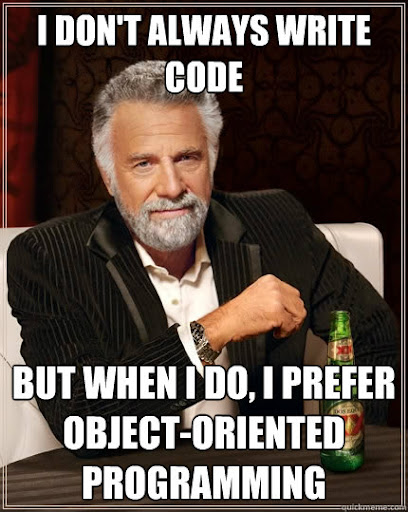 I DON'T ALWAYS WRITE
CODE
BUT WHEN I DO, I PREFER
OBJECT-ORIENTED
PROGRAMMING
quickmeme.com